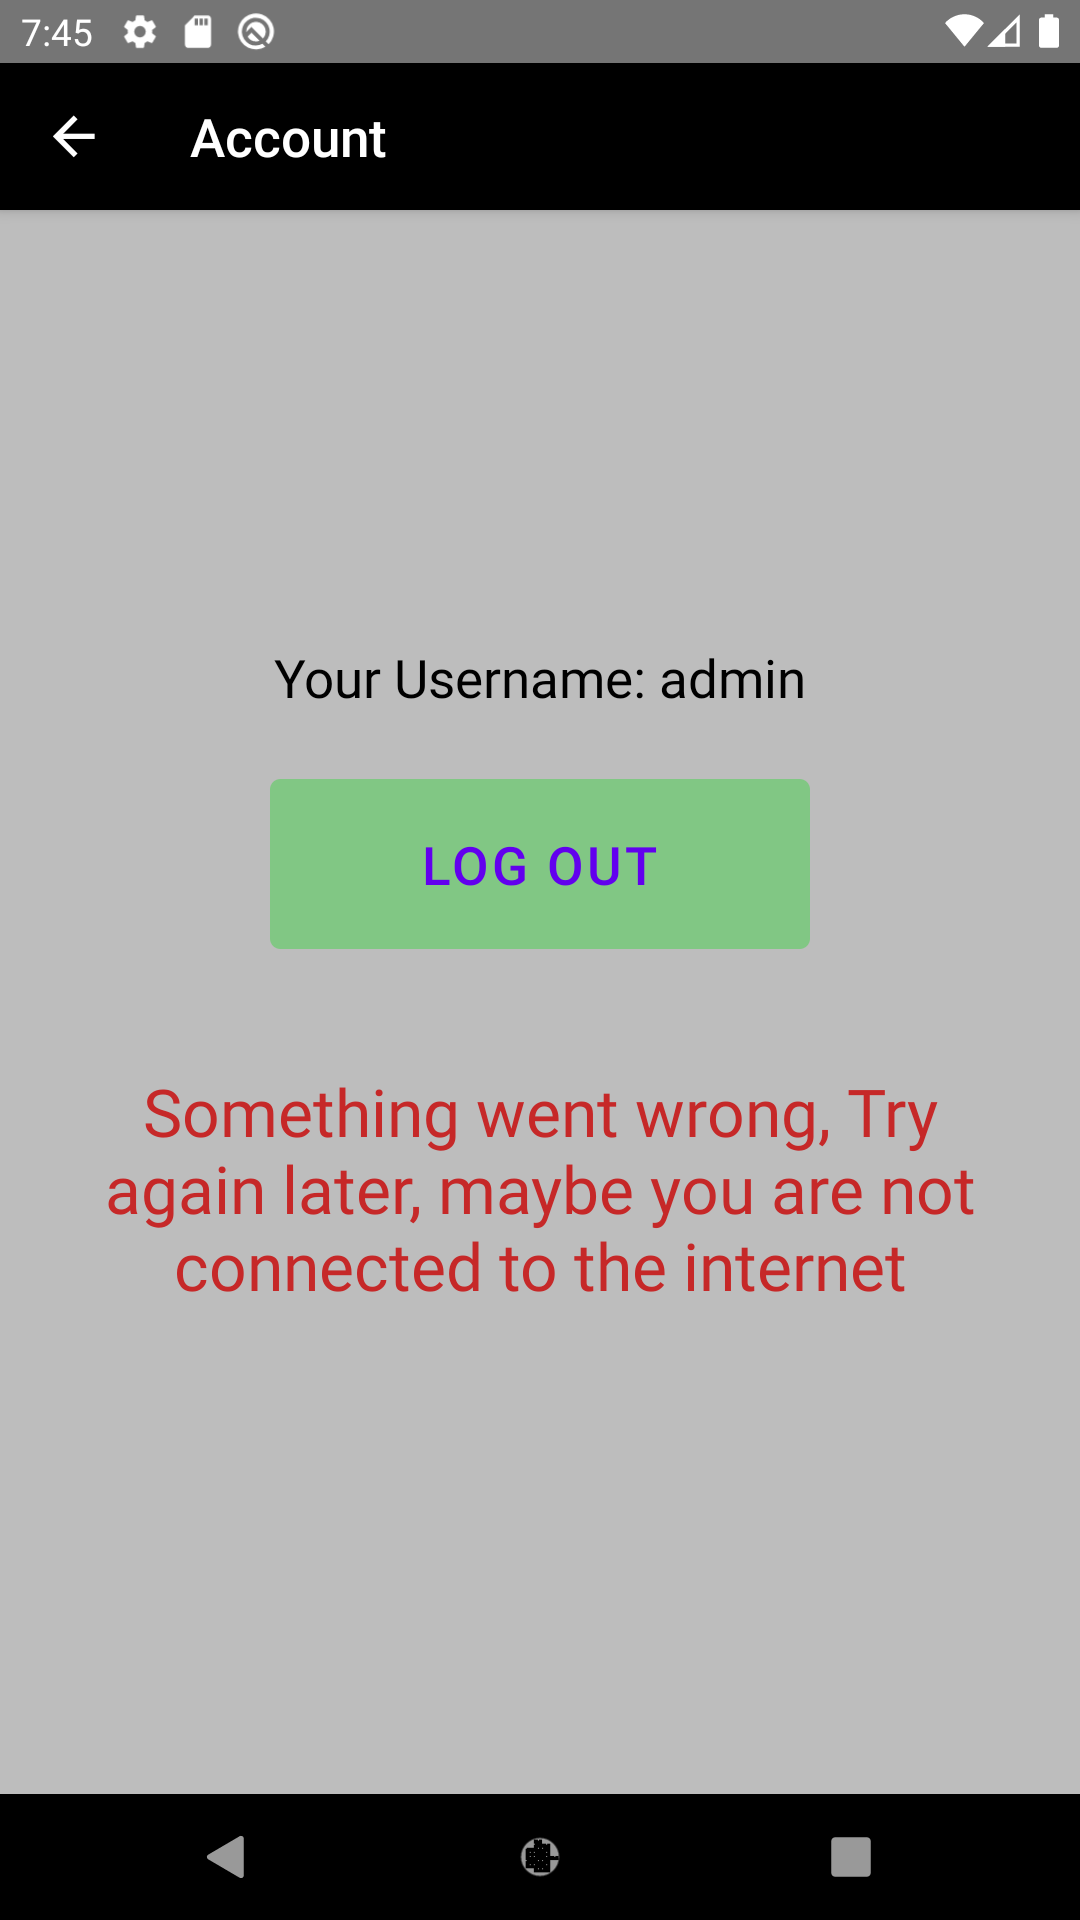 7:45
Account
Your Username: admin
LOG OUT
Something went wrong, Try
again later, maybe you are not
connected to the internet